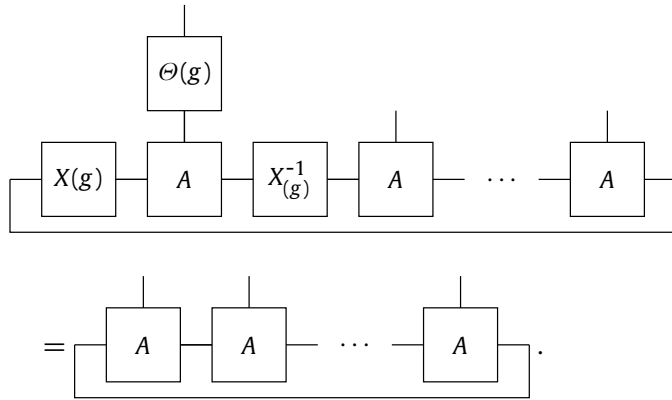 Θ(g)
X(g) A X⁻¹(g) A ⋯ A
= A A ⋯ A .